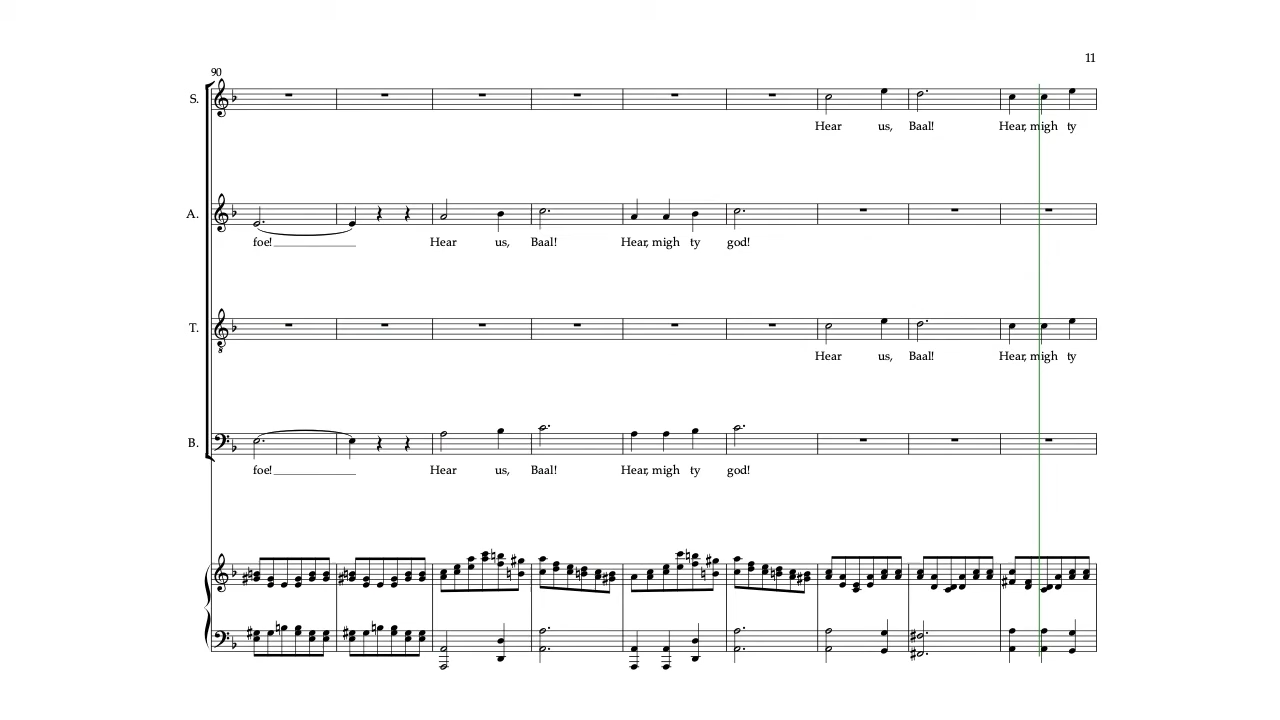 11
90
S.
Hear us, Baal! Hear, migh ty
A.
foe! Hear us, Baal! Hear, migh ty god!
T.
8
Hear us, Baal! Hear, migh ty
B.
foe! Hear us, Baal! Hear, migh ty god!